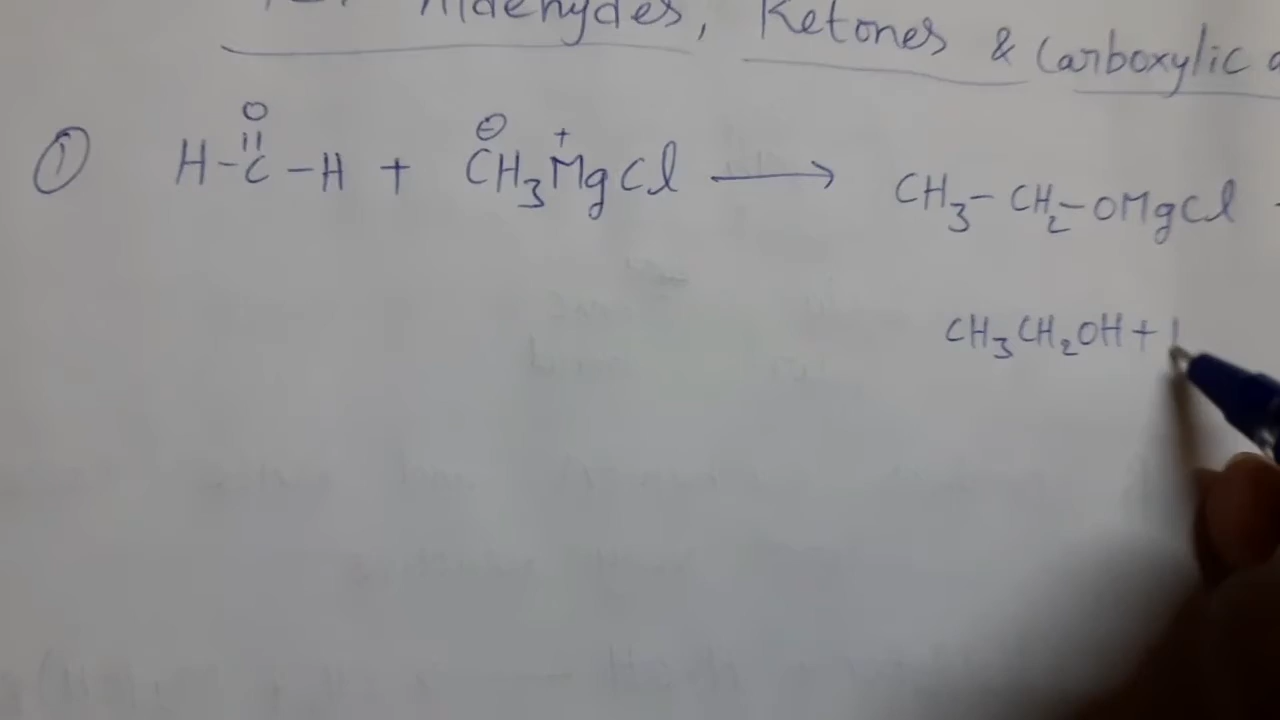 Aldehydes, Ketones & Carboxylic
① H-C-H + CH3MgCl ⟶ CH3-CH2-OMgCl
O || ⊖ +
CH3CH2OH +